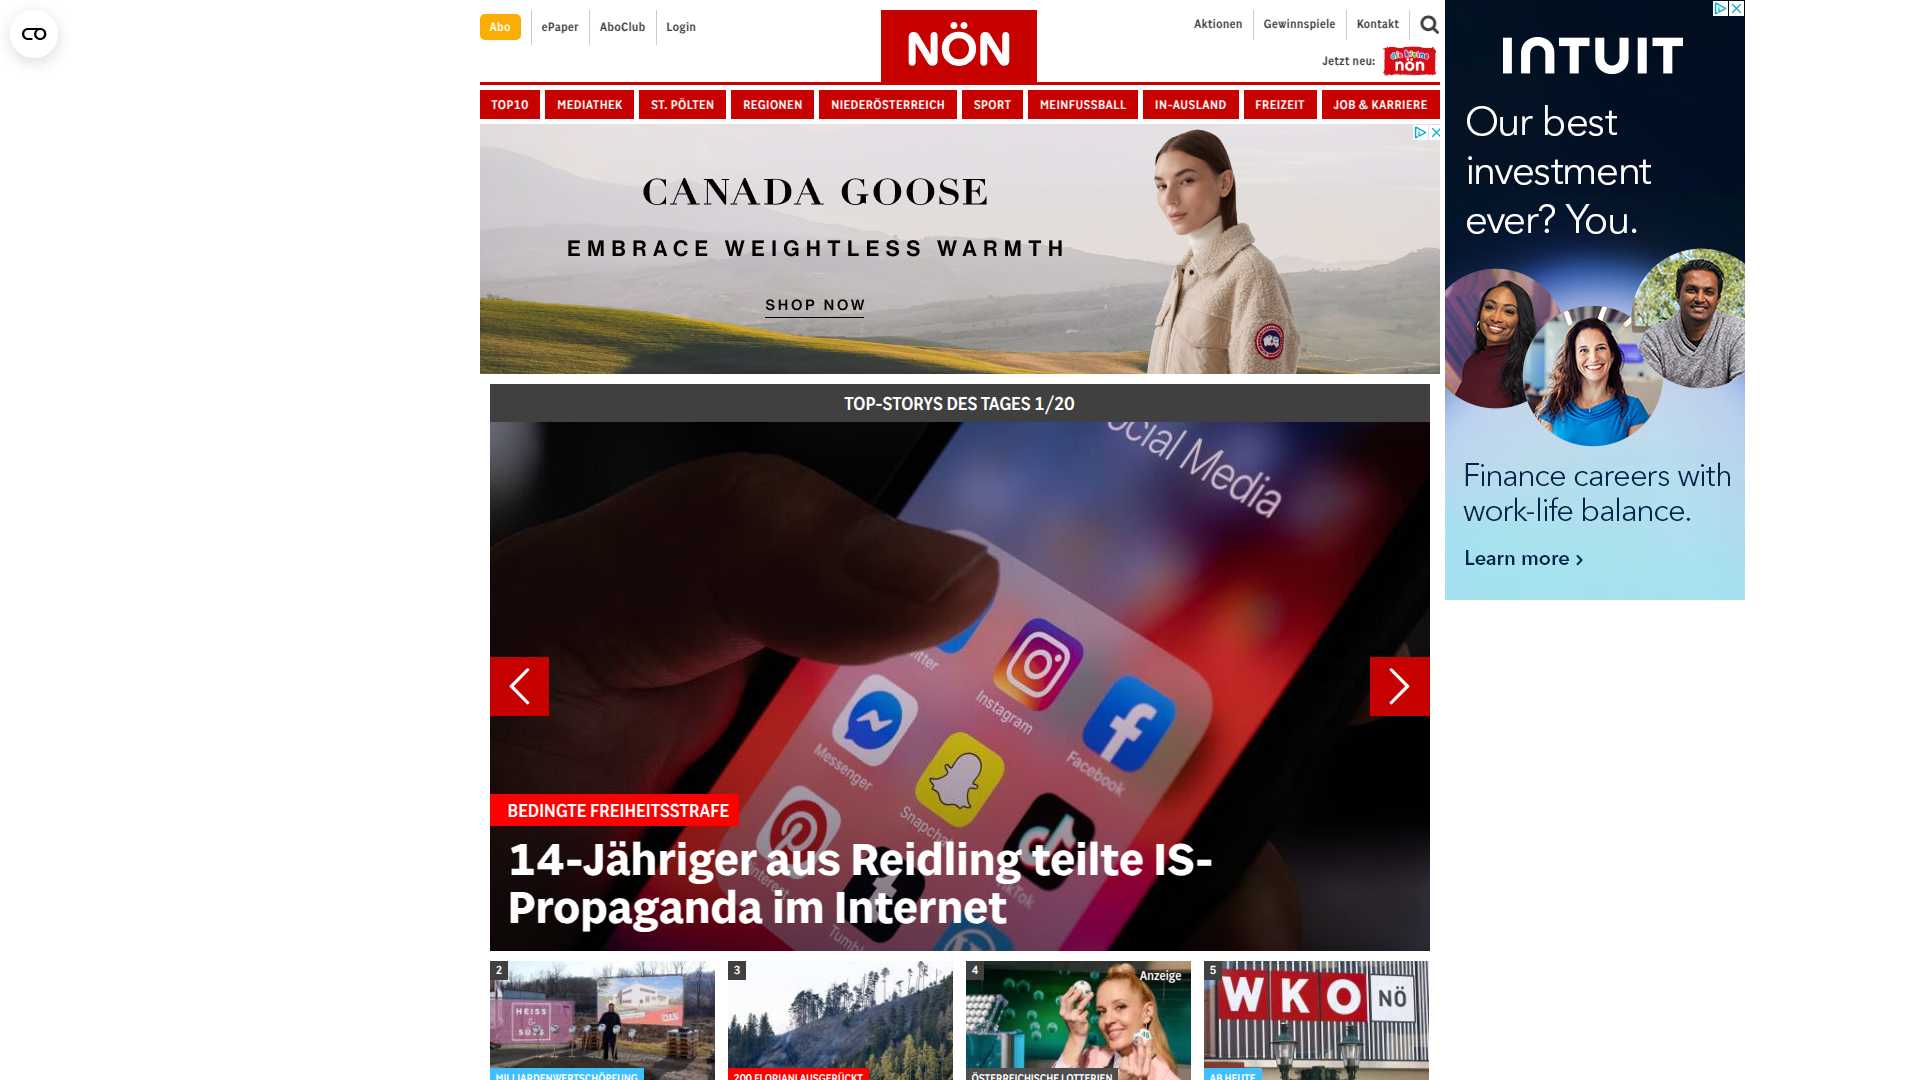 Abo
ePaper
AboClub
Login
NÖN
Aktionen
Gewinnspiele
Kontakt
Jetzt neu:
die kleine
nön
TOP10
MEDIATHEK
ST. PÖLTEN
REGIONEN
NIEDERÖSTERREICH
SPORT
MEINFUSSBALL
IN-AUSLAND
FREIZEIT
JOB & KARRIERE
CANADA GOOSE
EMBRACE WEIGHTLESS WARMTH
SHOP NOW
INTUIT
Our best
investment
ever? You.
Finance careers with
work-life balance.
Learn more ›
TOP-STORYS DES TAGES 1/20
Social Media
Instagram
Facebook
Messenger
Snapchat
Pinterest
TikTok
BEDINGTE FREIHEITSSTRAFE
14-Jähriger aus Reidling teilte IS-
Propaganda im Internet
2
HEISS
&
SÜSS
MILLIARDENWERTSCHÖPFUNG
3
200 FLORIANI AUSGERÜCKT
4
Anzeige
ÖSTERREICHISCHE LOTTERIEN
5
WKO NÖ
AB HEUTE